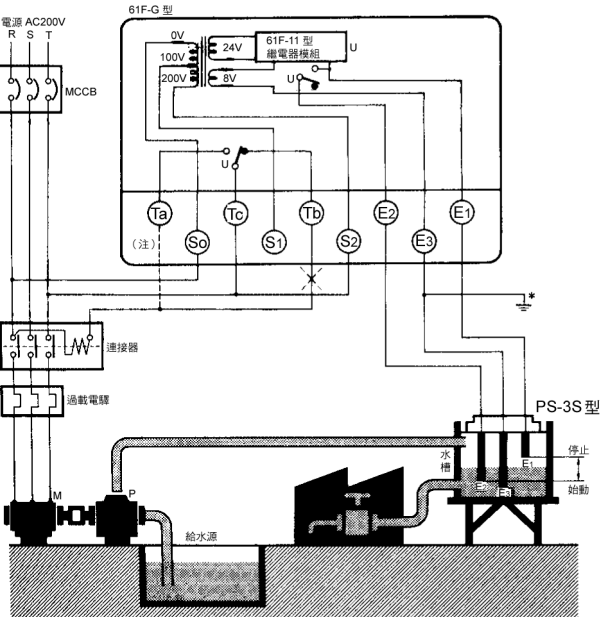 61F-G 型
電源 AC200V
R S T
0V
100V
200V
24V
8V
61F-11 型
繼電器模組
U
U
MCCB
U
Ta
Tc
Tb
E2
E1
(注)
So
S1
S2
E3
*
連接器
過載電驛
PS-3S 型
水槽
E1
E2
E3
停止
始動
M
P
給水源